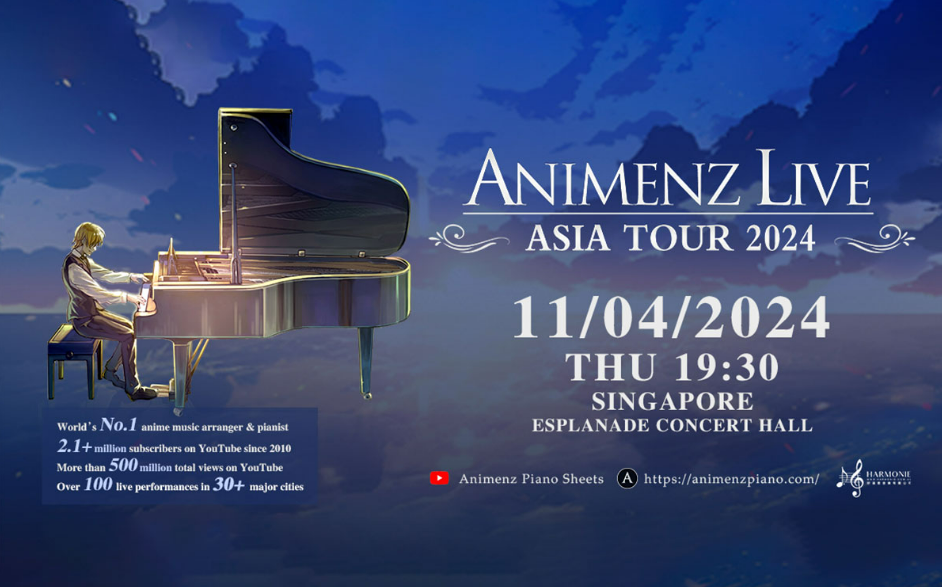 ANIMENZ LIVE
ASIA TOUR 2024
11/04/2024
THU 19:30
SINGAPORE
ESPLANADE CONCERT HALL
World's No.1 anime music arranger & pianist
2.1+ million subscribers on YouTube since 2010
More than 500 million total views on YouTube
Over 100 live performances in 30+ major cities
Animenz Piano Sheets
A https://animenzpiano.com/
HARMONIE